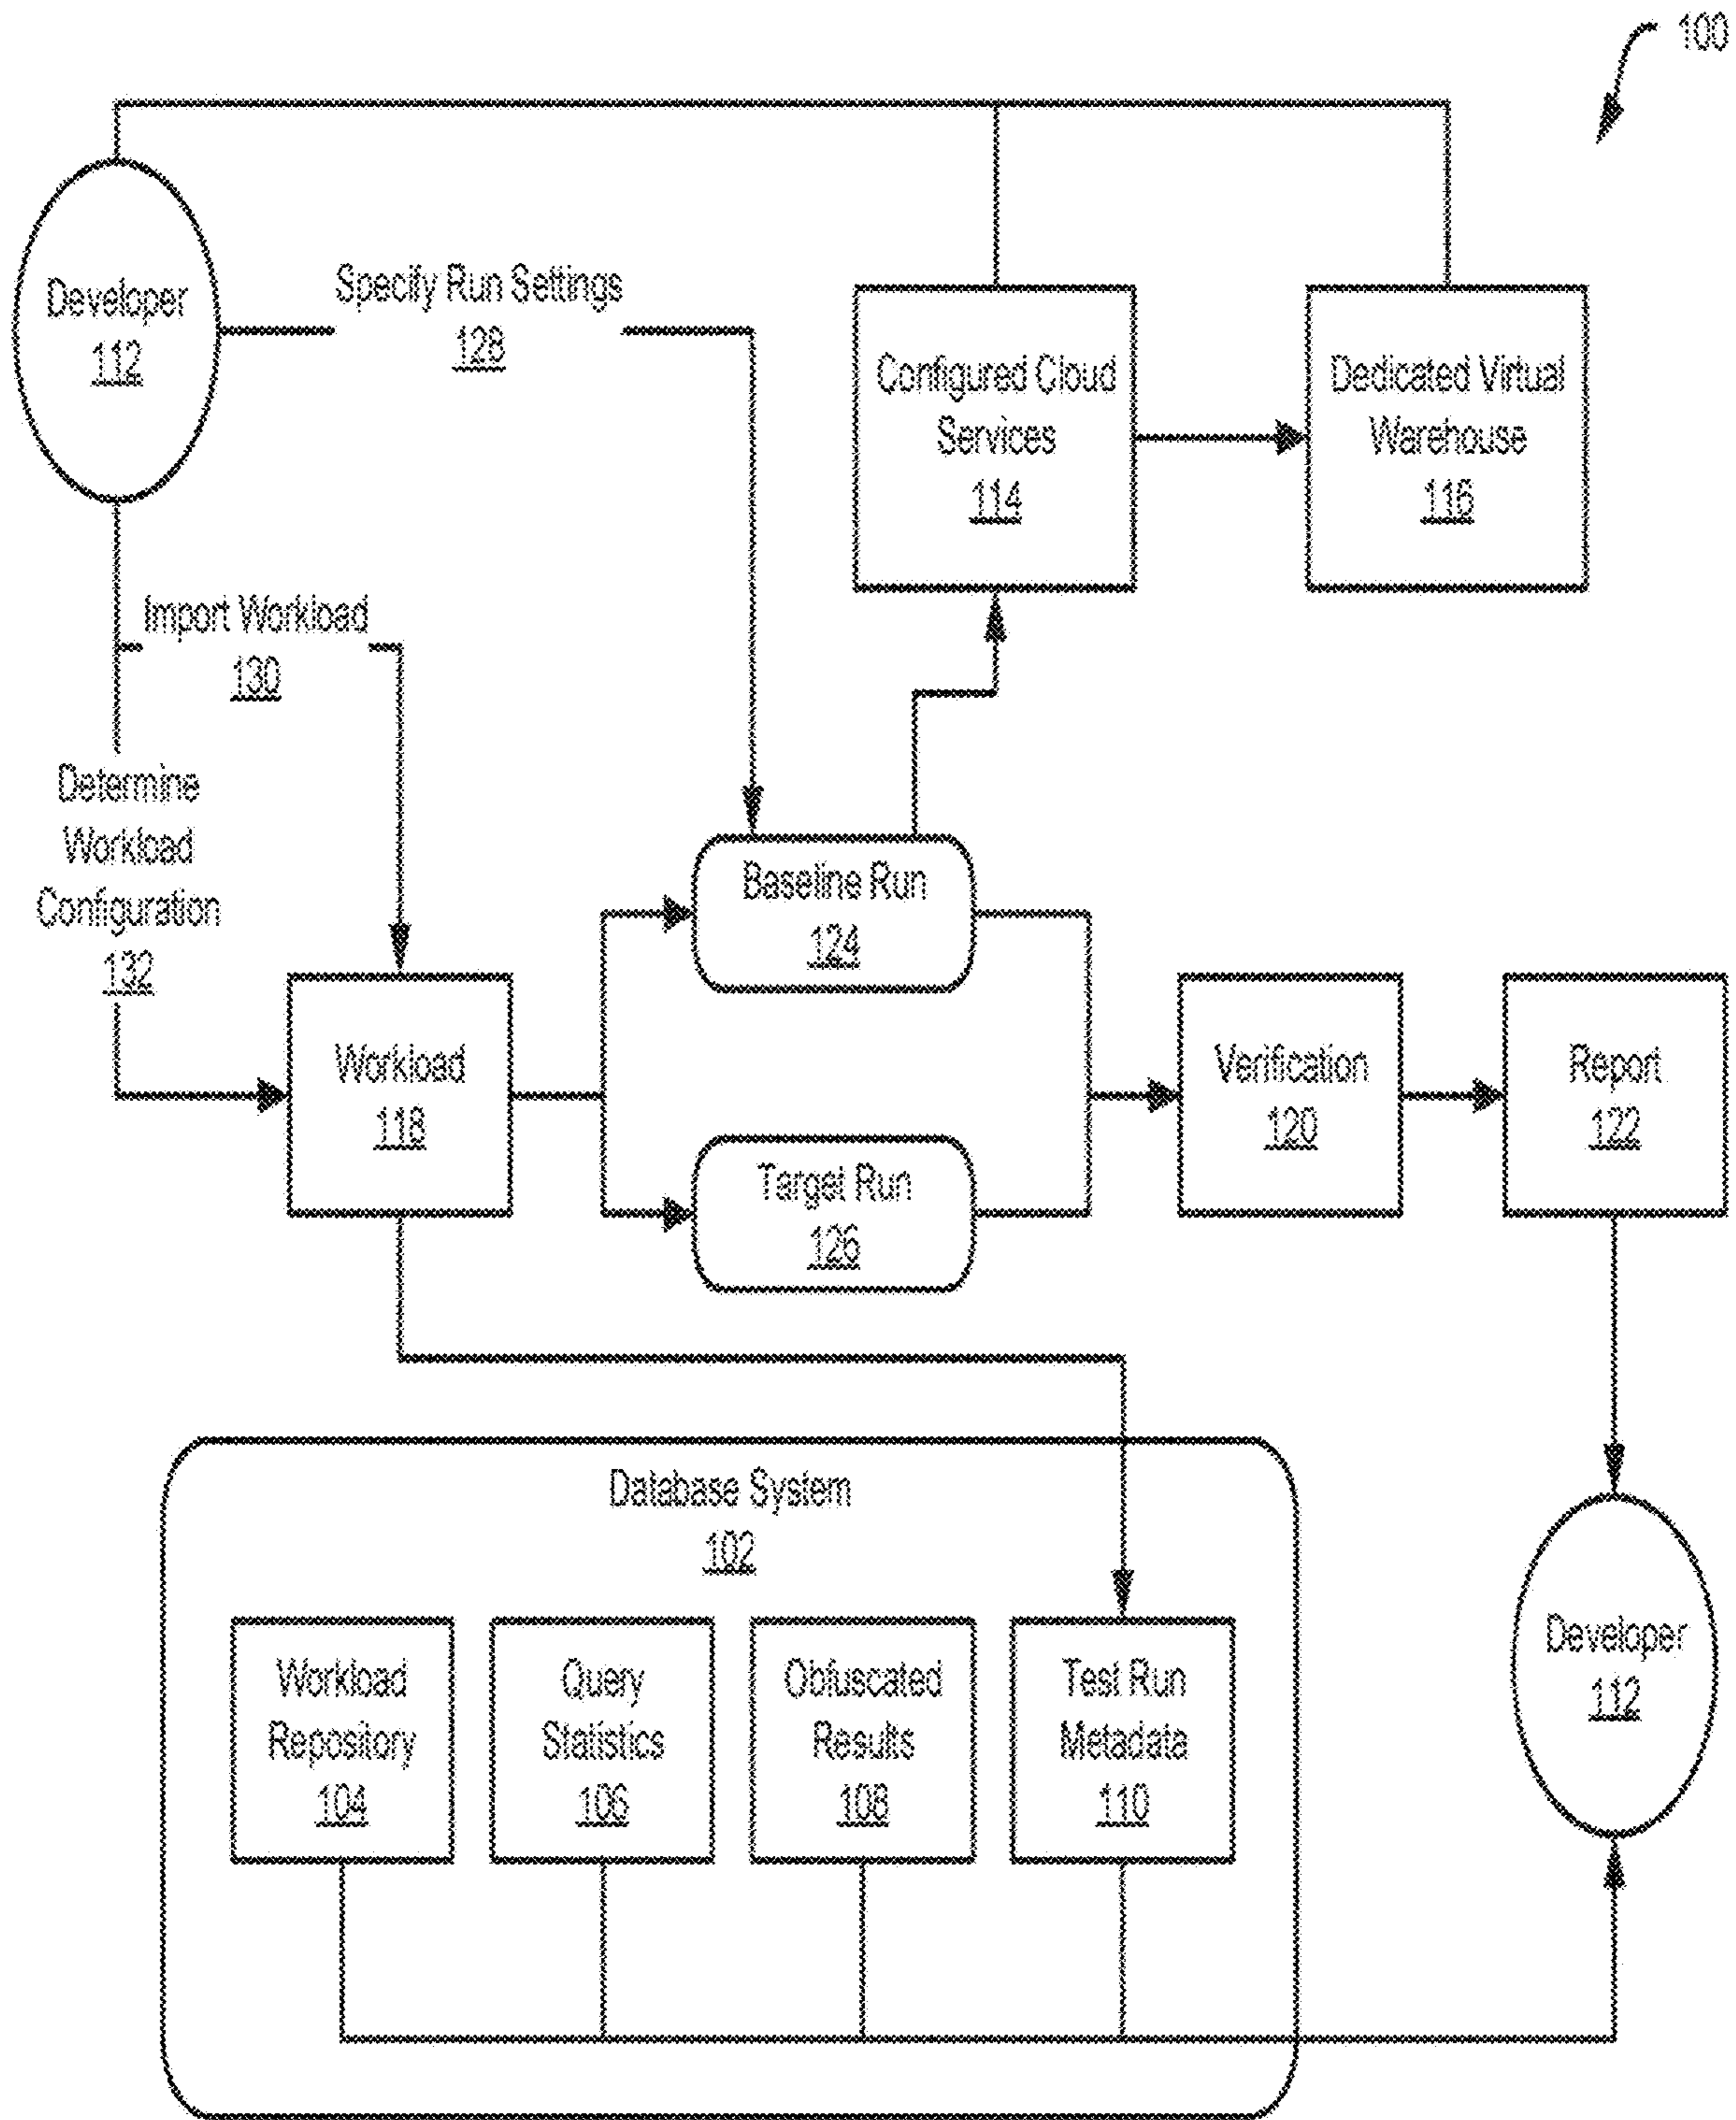 100
Developer
112
Specify Run Settings
128
Configured Cloud
Services
114
Dedicated Virtual
Warehouse
116
Import Workload
130
Determine
Workload
Configuration
132
Baseline Run
124
Workload
118
Verification
120
Report
122
Target Run
126
Database System
102
Workload
Repository
104
Query
Statistics
106
Obfuscated
Results
108
Test Run
Metadata
110
Developer
112